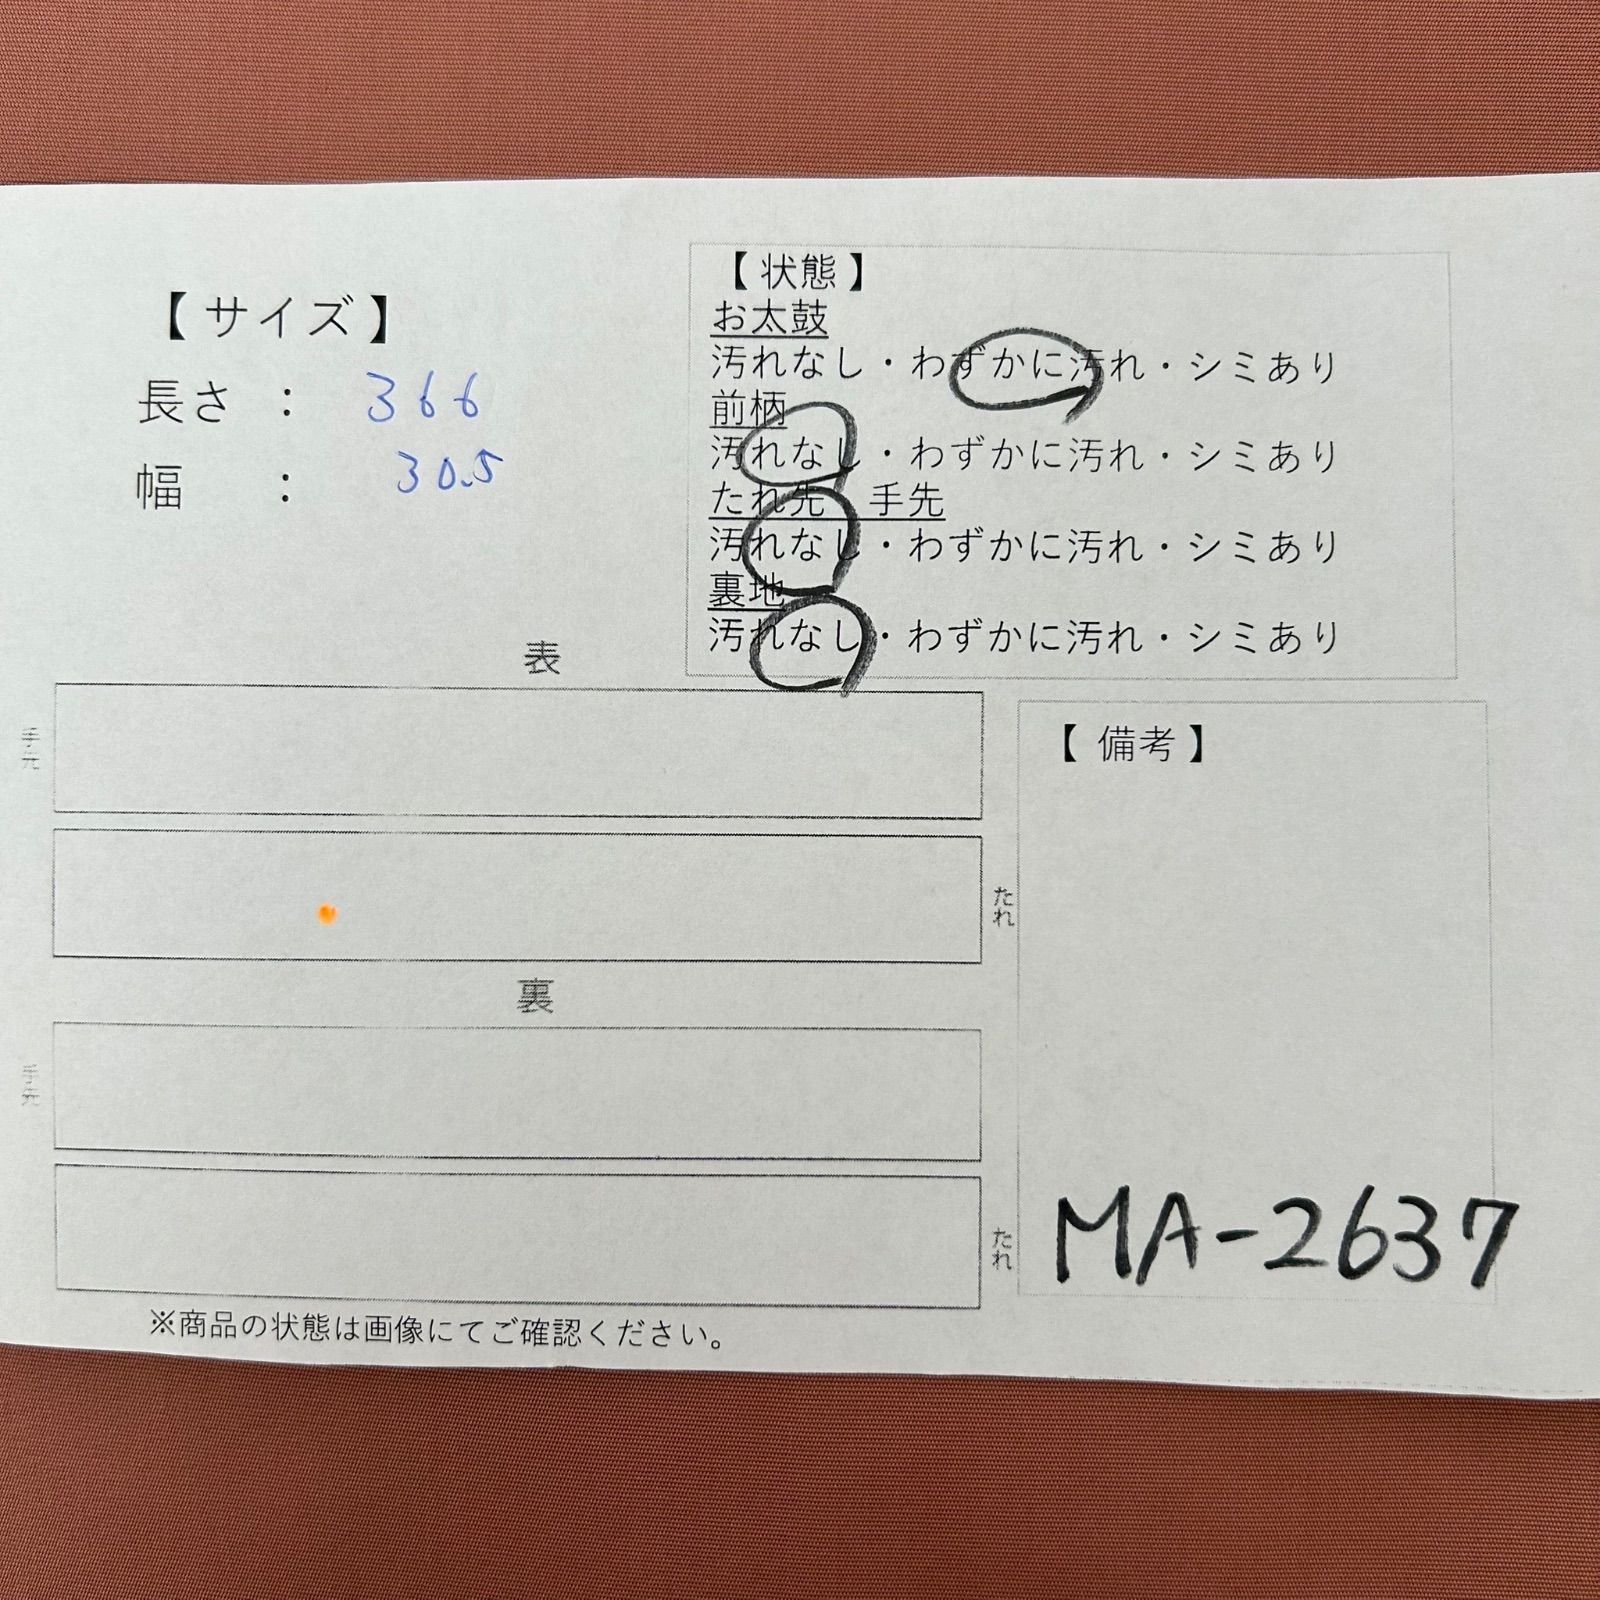 【サイズ】
長さ : 366
幅 : 30.5
【状態】
お太鼓
汚れなし・わずかに汚れ・シミあり
前柄
汚れなし・わずかに汚れ・シミあり
たれ先 手先
汚れなし・わずかに汚れ・シミあり
裏地
汚れなし・わずかに汚れ・シミあり
表
手先
たれ
裏
手先
たれ
【備考】
MA-2637
※商品の状態は画像にてご確認ください。